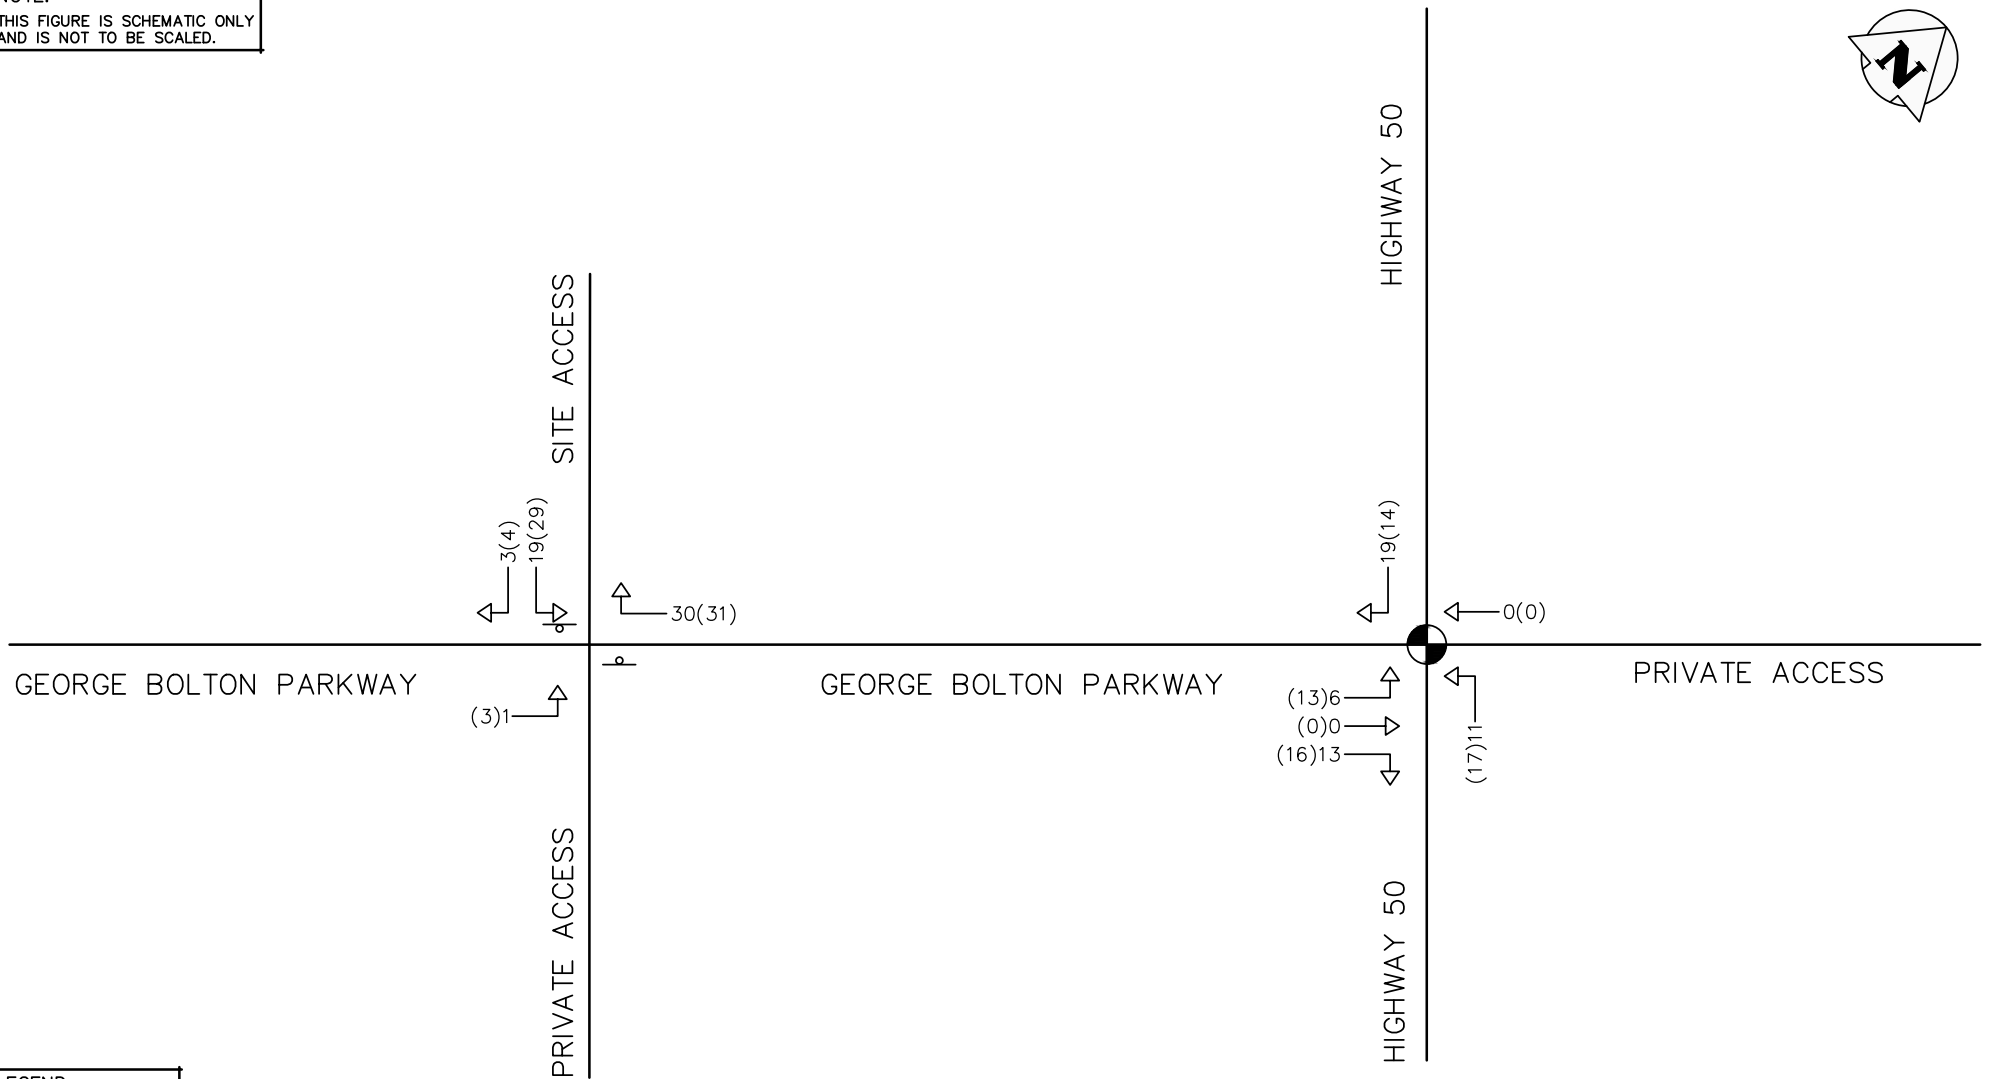 NOTE:
THIS FIGURE IS SCHEMATIC ONLY
AND IS NOT TO BE SCALED.
N
HIGHWAY 50
SITE ACCESS
3(4)
19(29)
30(31)
19(14)
0(0)
GEORGE BOLTON PARKWAY
GEORGE BOLTON PARKWAY
PRIVATE ACCESS
(3)1
(13)6
(0)0
(16)13
(17)11
PRIVATE ACCESS
HIGHWAY 50